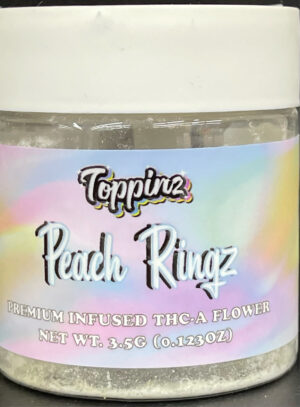 Toppinz
Peach Ringz
PREMIUM INFUSED THC-A FLOWER
NET WT. 3.5G (0.123OZ)